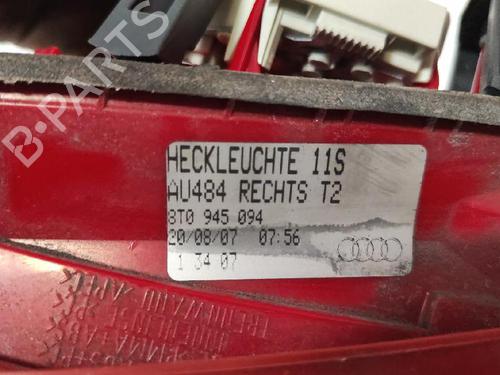 B-PARTS
HECKLEUCHTE 11S
AU484 RECHTS T2
8T0 945 094
20/08/07 07:56
1 34 07